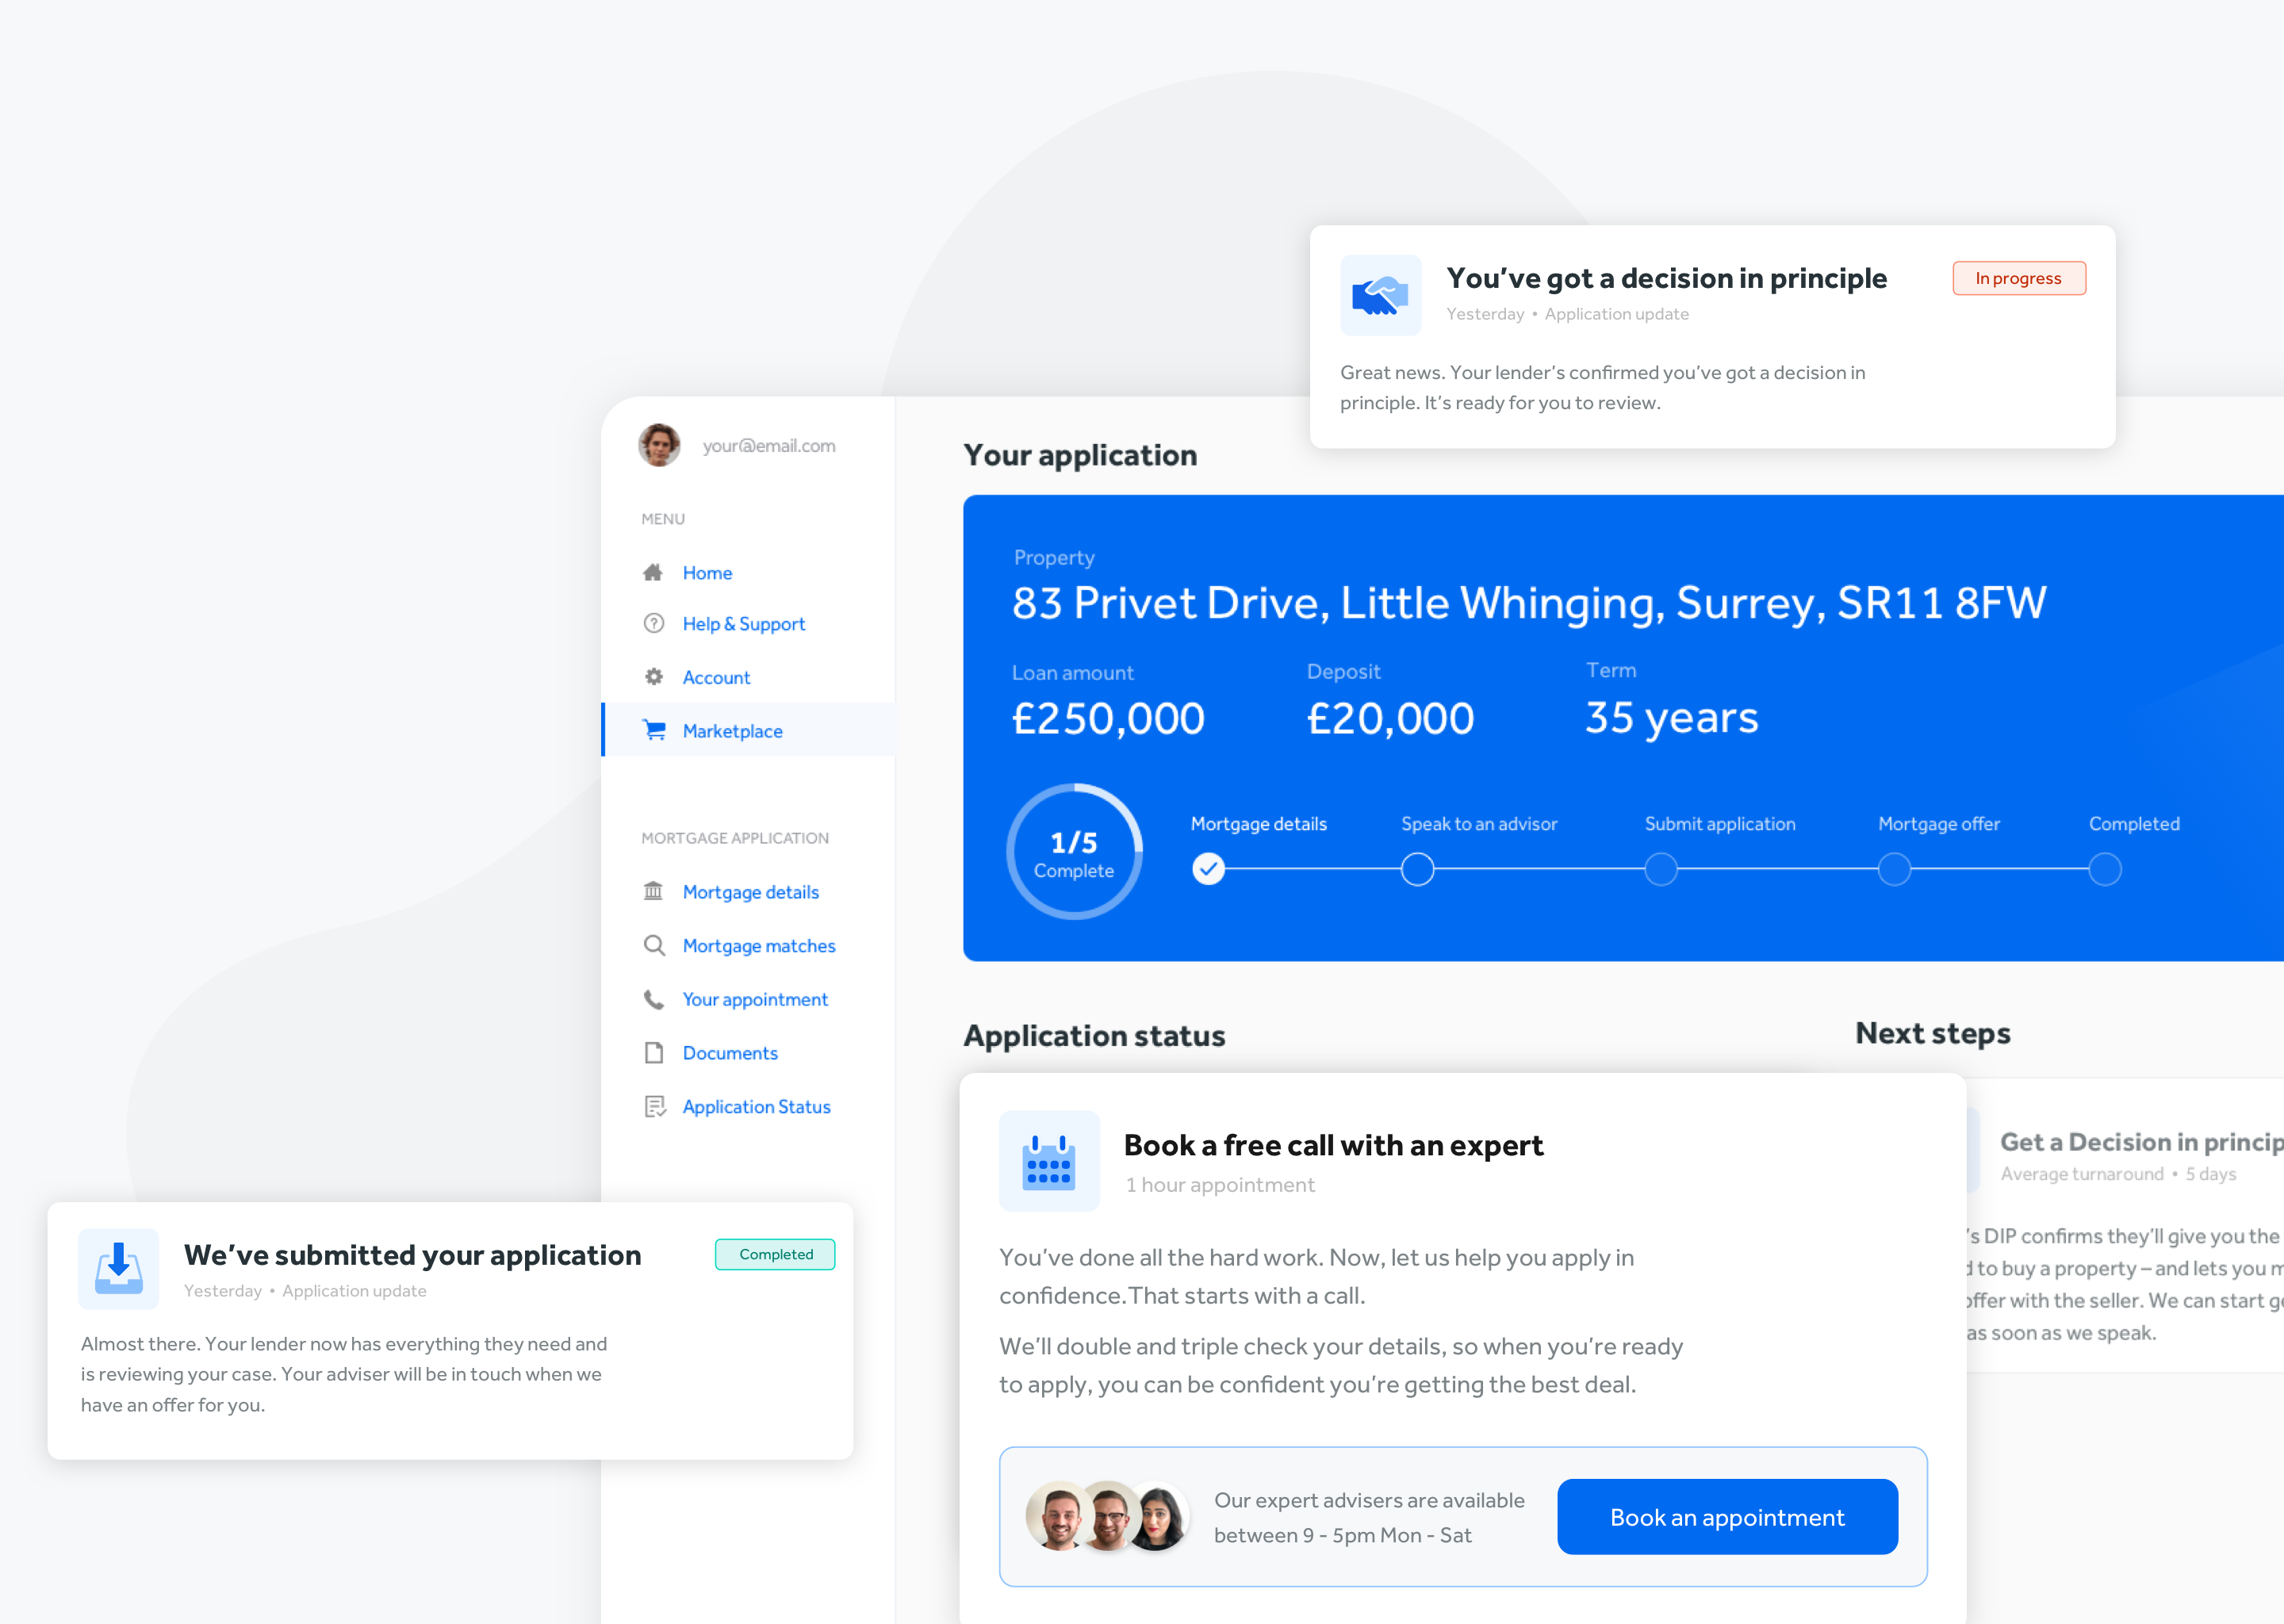 You've got a decision in principle
In progress
Yesterday • Application update
Great news. Your lender's confirmed you've got a decision in
principle. It's ready for you to review.
your@email.com
MENU
Home
Help & Support
Account
Marketplace
MORTGAGE APPLICATION
Mortgage details
Mortgage matches
Your appointment
Documents
Application Status
Your application
Property
83 Privet Drive, Little Whinging, Surrey, SR11 8FW
Loan amount
£250,000
Deposit
£20,000
Term
35 years
1/5
Complete
Mortgage details
Speak to an advisor
Submit application
Mortgage offer
Completed
Application status
Book a free call with an expert
1 hour appointment
You've done all the hard work. Now, let us help you apply in
confidence.That starts with a call.
We'll double and triple check your details, so when you're ready
to apply, you can be confident you're getting the best deal.
Our expert advisers are available
between 9 - 5pm Mon - Sat
Book an appointment
Next steps
Get a Decision in princip
Average turnaround • 5 days
's DIP confirms they'll give you the
to buy a property – and lets you
offer with the seller. We can start
as soon as we speak.
We've submitted your application
Completed
Yesterday • Application update
Almost there. Your lender now has everything they need and
is reviewing your case. Your adviser will be in touch when we
have an offer for you.